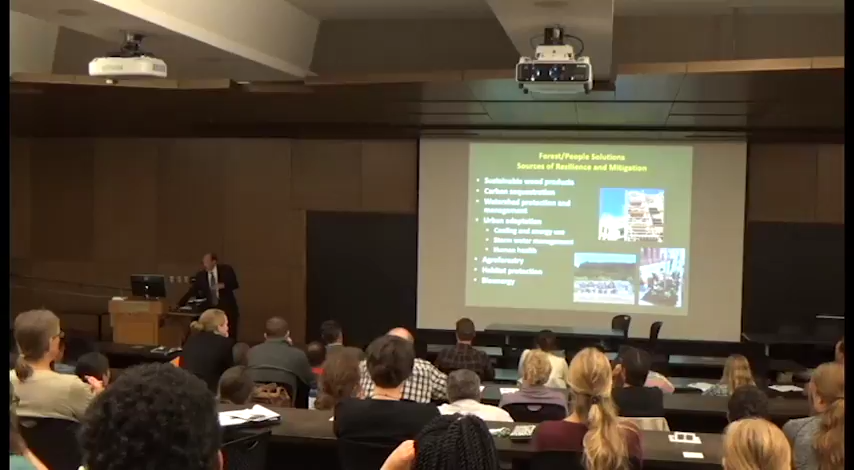 Forest/People Solutions
Sources of Resilience and Mitigation
• Sustainable wood products
• Carbon sequestration
• Watershed protection and
management
• Urban adaptation
• Cooling and energy use
• Storm water management
• Human health
• Agroforestry
• Habitat protection
• Bioenergy